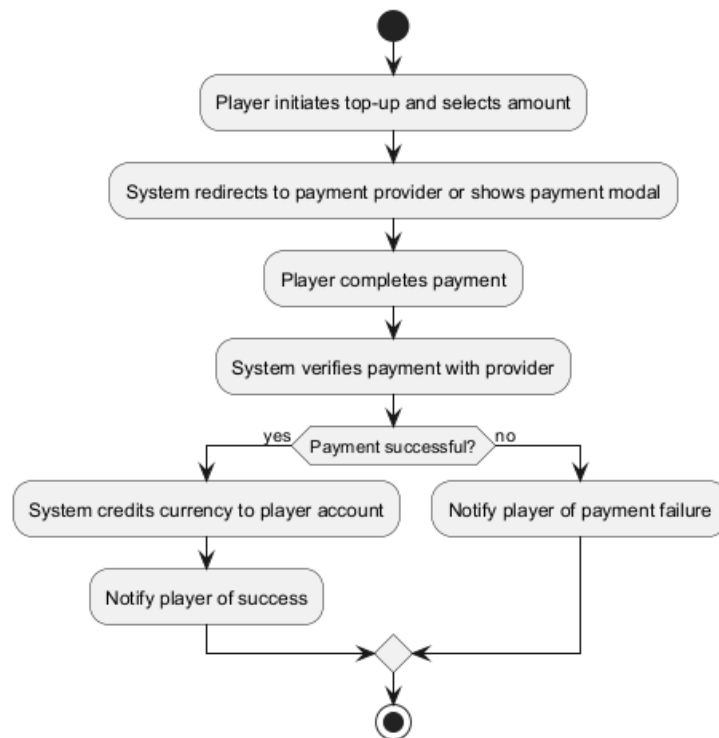 Player initiates top-up and selects amount
System redirects to payment provider or shows payment modal
Player completes payment
System verifies payment with provider
yes
Payment successful?
no
System credits currency to player account
Notify player of payment failure
Notify player of success